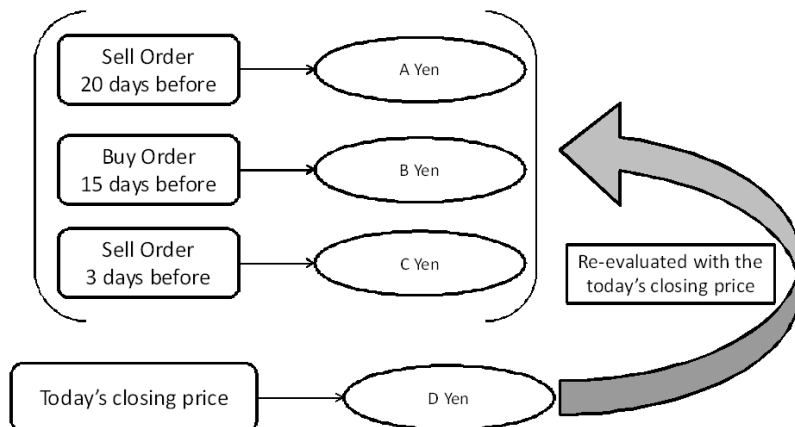 Sell Order
20 days before
A Yen
Buy Order
15 days before
B Yen
Sell Order
3 days before
C Yen
Re-evaluated with the
today’s closing price
Today’s closing price
D Yen